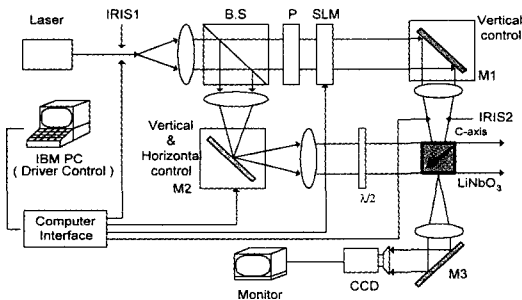 IRIS1
B.S
P
SLM
Vertical
control
Laser
M1
IRIS2
C-axis
Vertical
&
Horizontal
control
M2
IBM PC
( Driver Control )
λ/2
LiNbO3
Computer
Interface
M3
CCD
Monitor